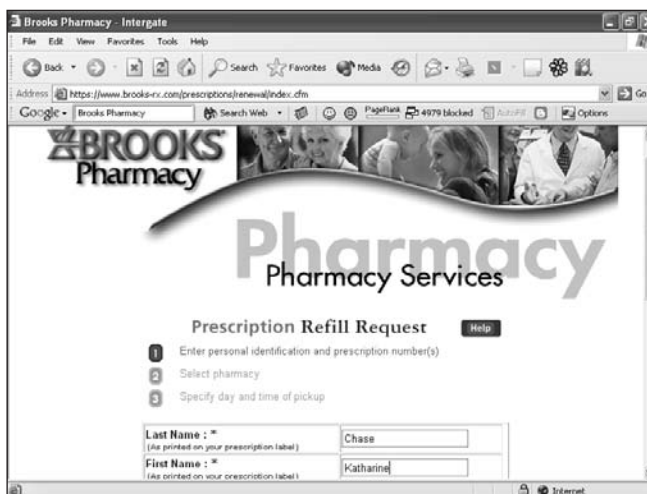 Brooks Pharmacy - Intergate
File Edit View Favorites Tools Help
Back Search Favorites Media
Address https://www.brooks-rx.com/prescriptions/renewal/index.cfm Go
Google Brooks Pharmacy Search Web PageRank 4979 blocked AutoFill Options
BROOKS
Pharmacy
Pharmacy
Pharmacy Services
Prescription Refill Request Help
1 Enter personal identification and prescription number(s)
2 Select pharmacy
3 Specify day and time of pickup
Last Name : * Chase
(As printed on your prescription label)
First Name : * Katharine
(As printed on your prescription label)
Internet